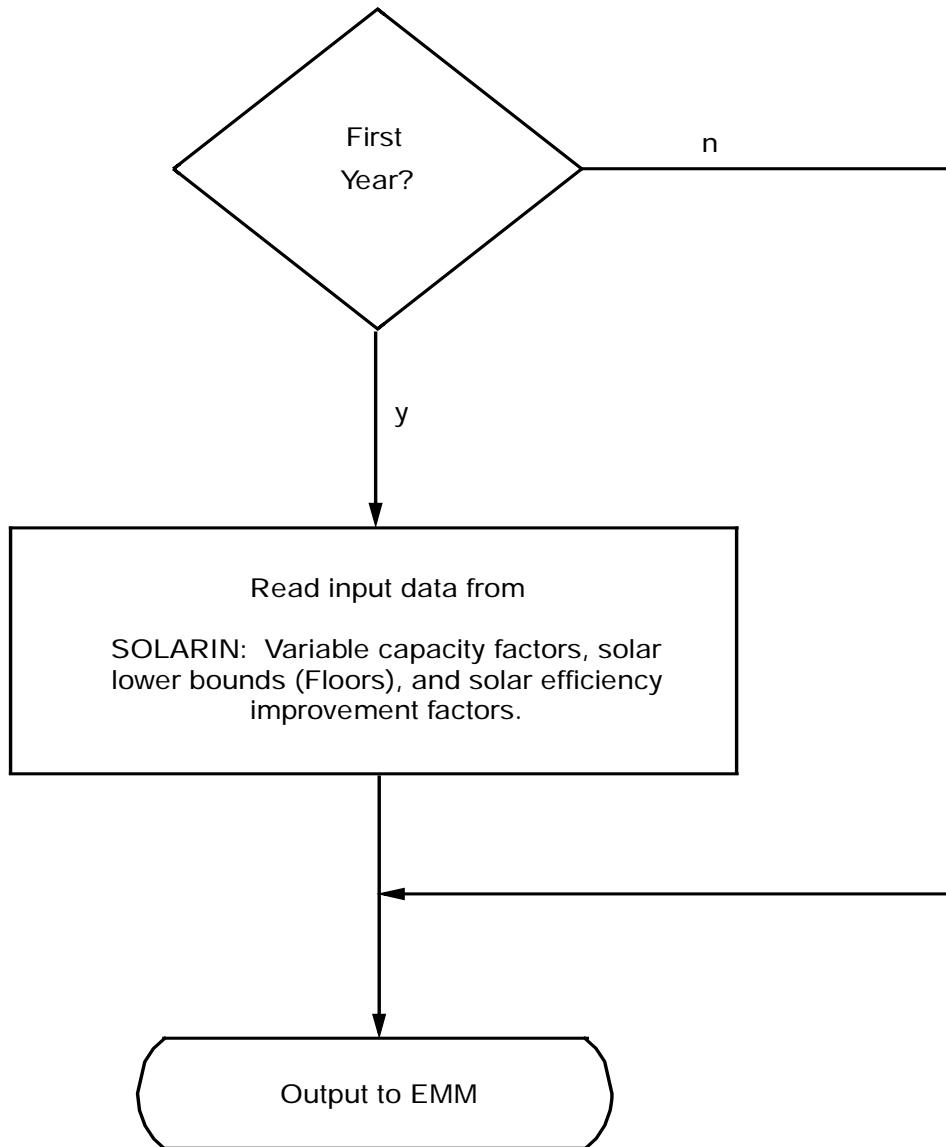 First
Year?
n
y
Read input data from
SOLARIN:  Variable capacity factors, solar
lower bounds (Floors), and solar efficiency
improvement factors.
Output to EMM